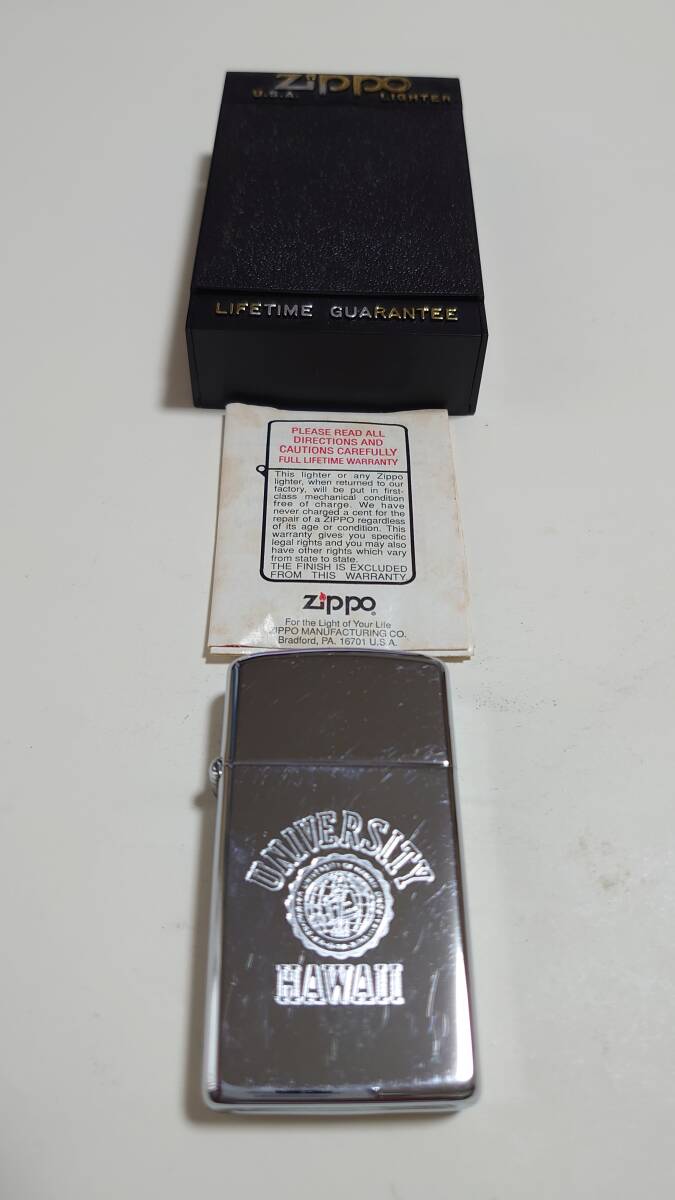 Zippo
U.S.A. LIGHTER
LIFETIME GUARANTEE
PLEASE READ ALL
DIRECTIONS AND
CAUTIONS CAREFULLY
FULL LIFETIME WARRANTY
This lighter or any Zippo
lighter, when returned to our
factory, will be put in first-
class mechanical condition
free of charge. We have
never charged a cent for the
repair of a ZIPPO regardless
of its age or condition. This
warranty gives you specific
legal rights and you may also
have other rights which vary
from state to state.
THE FINISH IS EXCLUDED
FROM THIS WARRANTY
Zippo
For the Light of Your Life
ZIPPO MANUFACTURING CO.
Bradford, PA. 16701 U.S.A.
UNIVERSITY
HAWAII